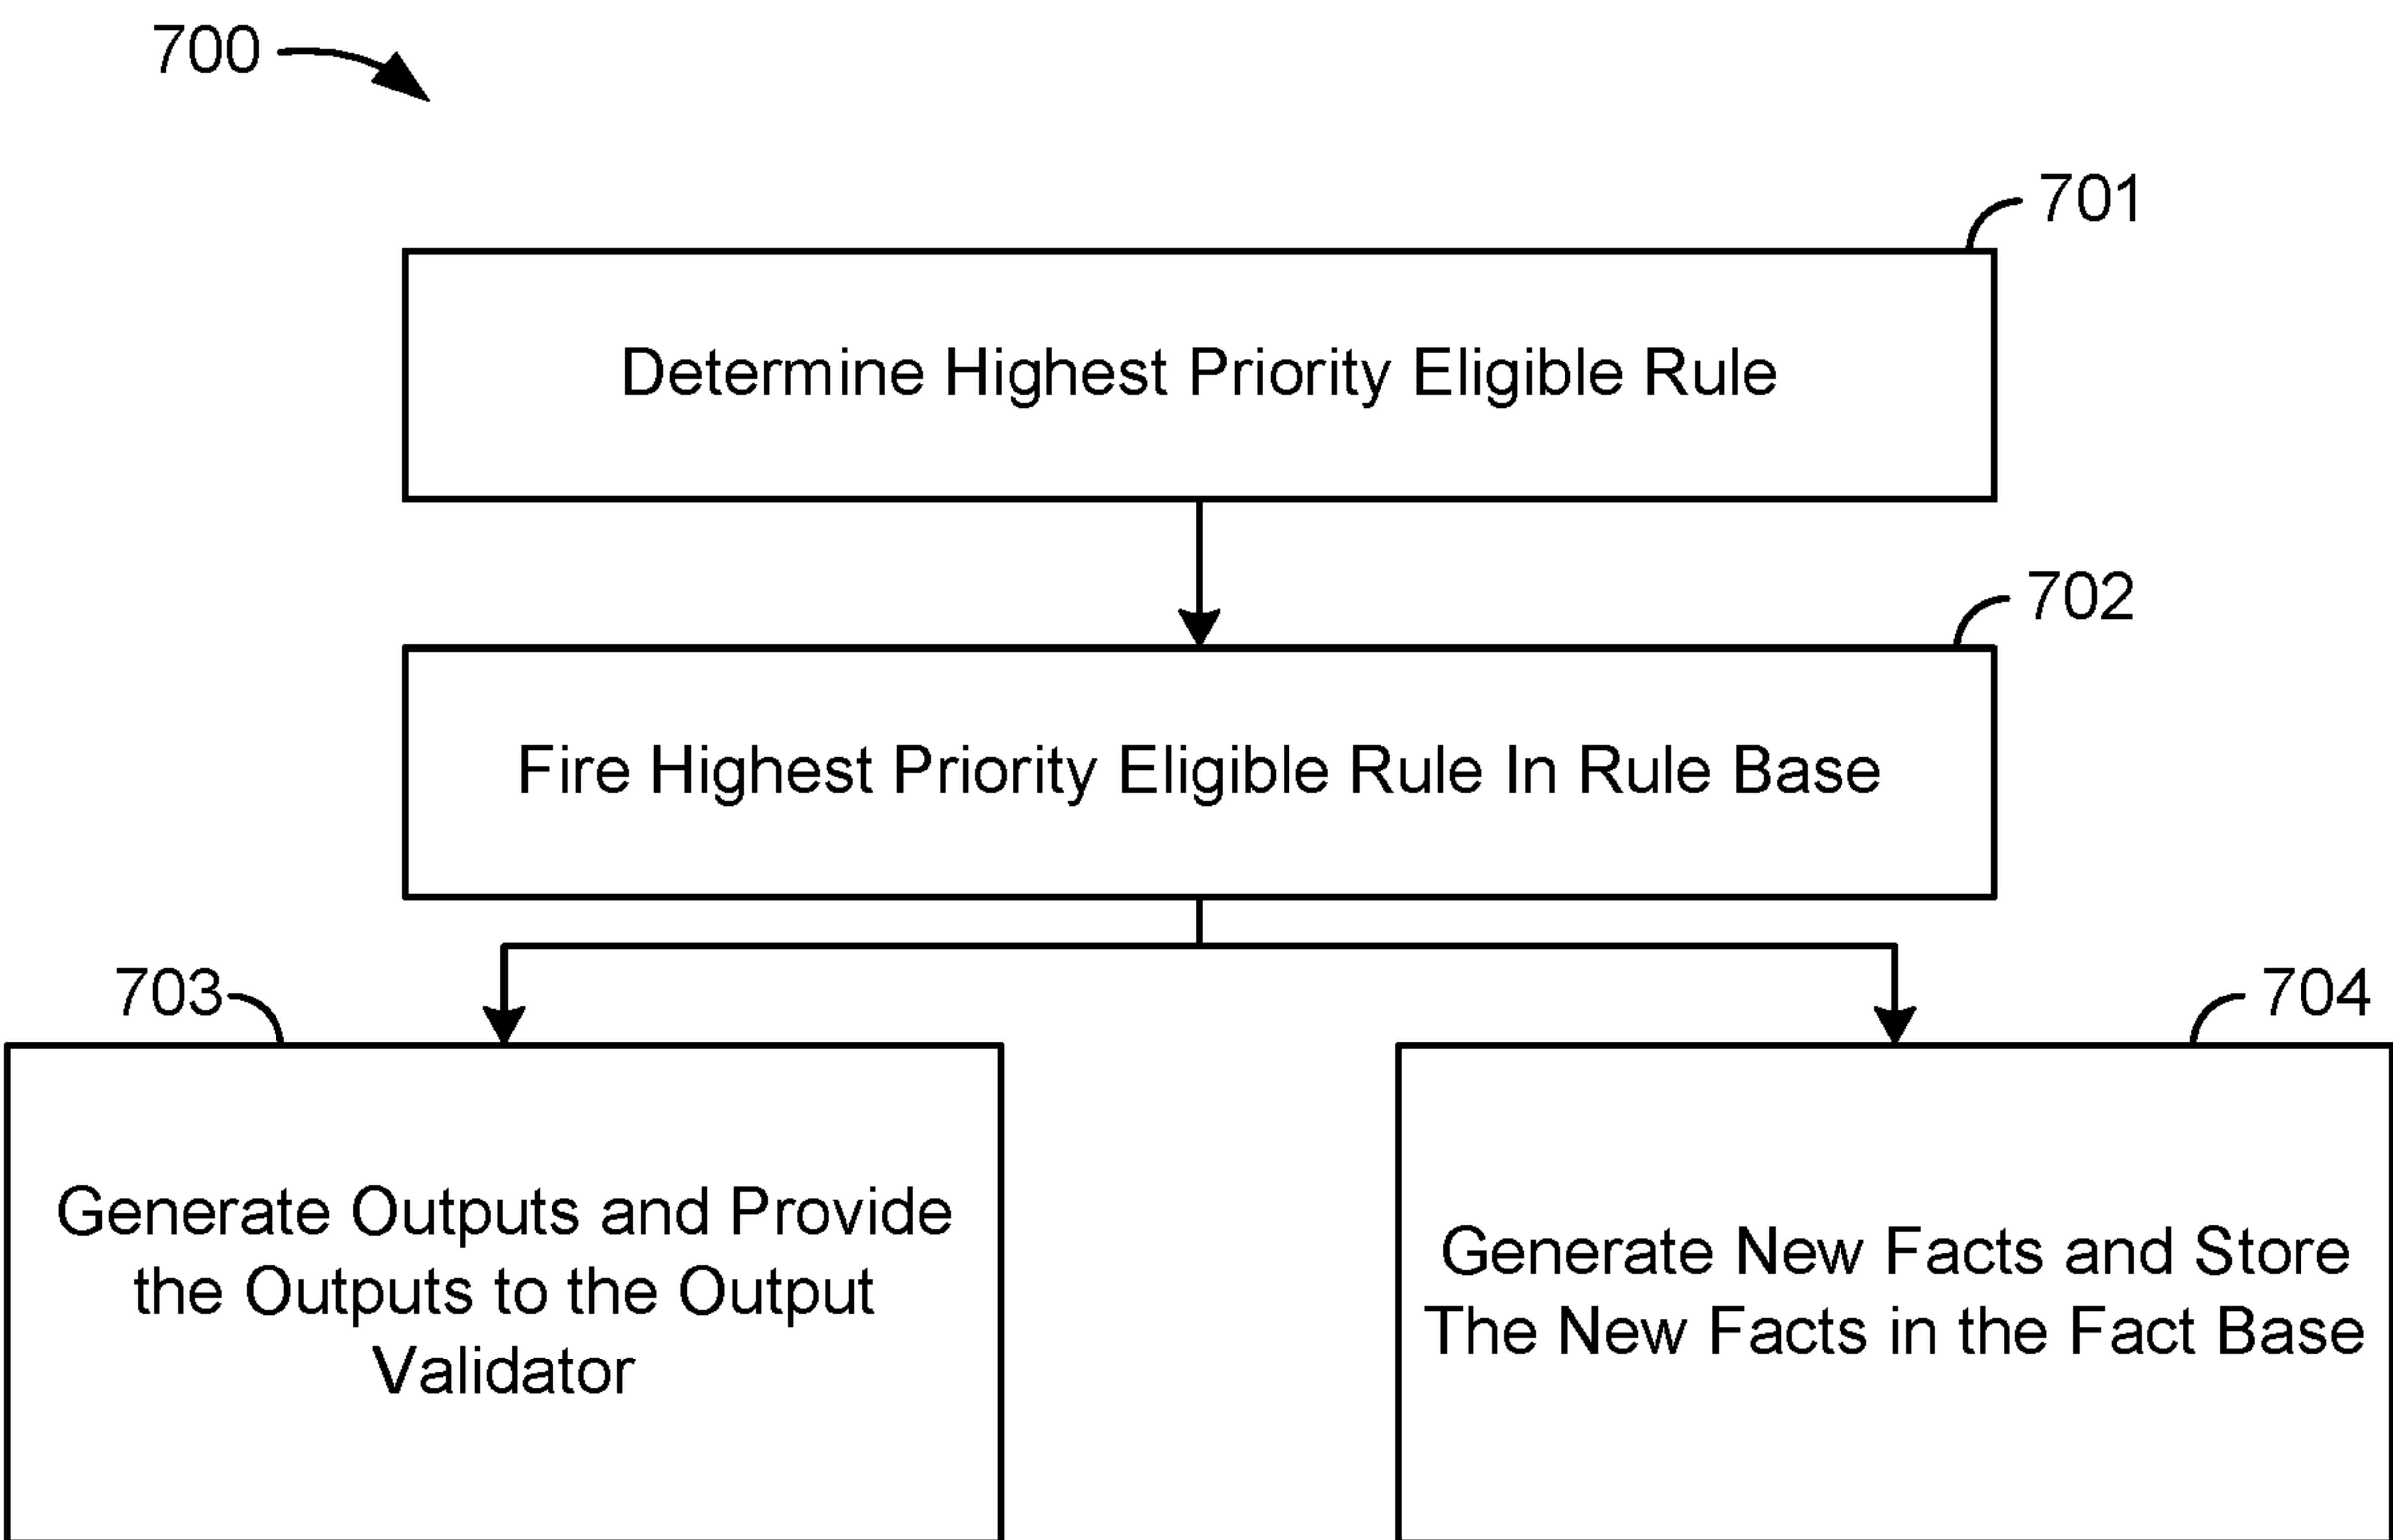 700
701
Determine Highest Priority Eligible Rule
702
Fire Highest Priority Eligible Rule In Rule Base
703
704
Generate Outputs and Provide
the Outputs to the Output
Validator
Generate New Facts and Store
The New Facts in the Fact Base